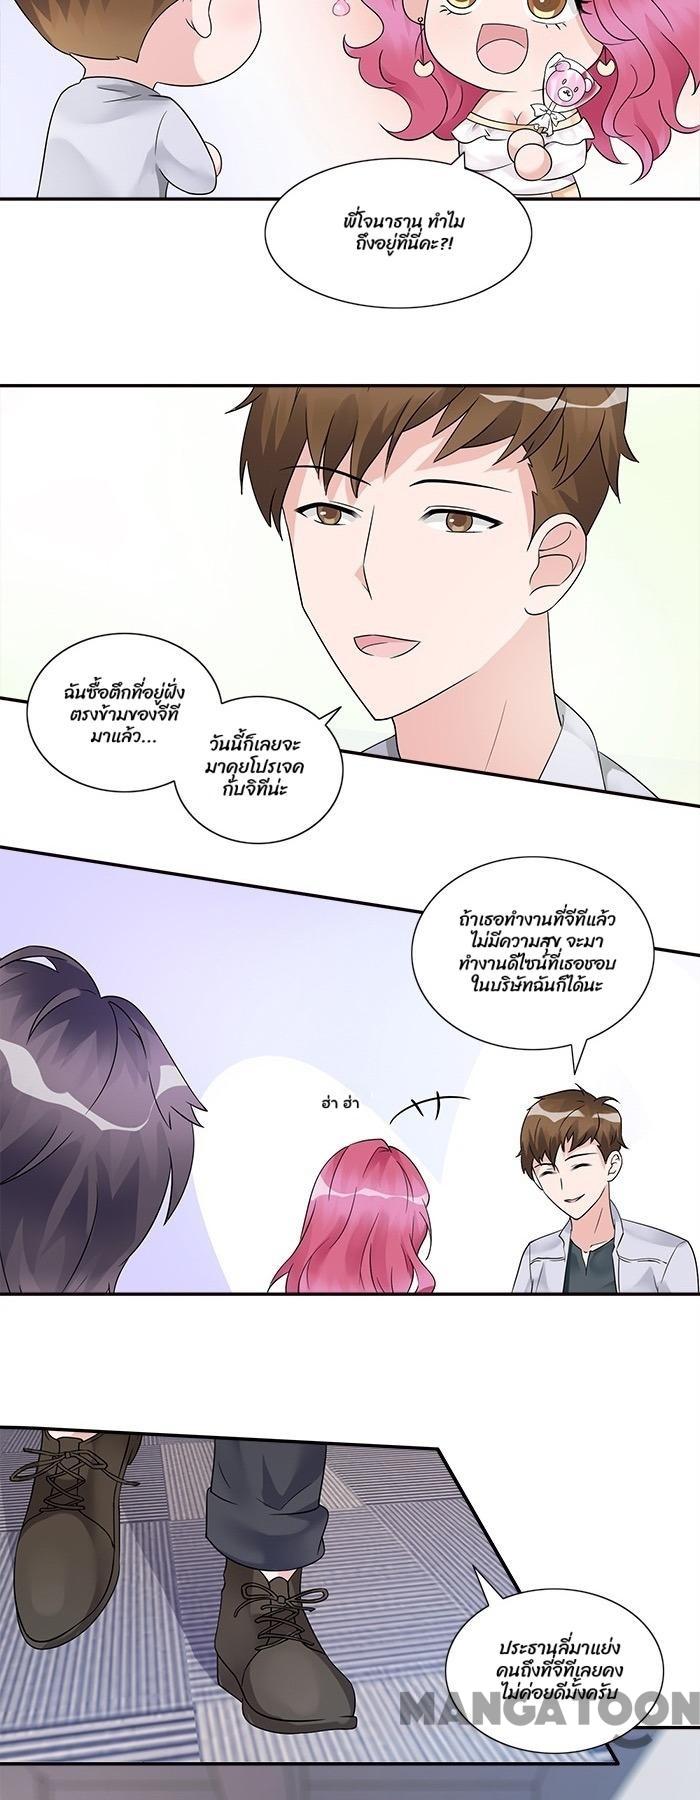 พี่โจนาธาน ทำไม
ถึงอยู่ที่นี่คะ?!
ฉันซื้อตึกที่อยู่ฝั่ง
ตรงข้ามของจีที
มาแล้ว...
วันนี้ก็เลยจะ
มาคุยโปรเจค
กับจีทีน่ะ
ถ้าเธอทำงานที่จีทีแล้ว
ไม่มีความสุข จะมา
ทำงานดีไซน์ที่เธอชอบ
ในบริษัทฉันก็ได้นะ
ฮ่า ฮ่า
ประธานลี่มาแย่ง
คนถึงที่จีทีเลยคง
ไม่ค่อยดีมั้งครับ
MANGATOON